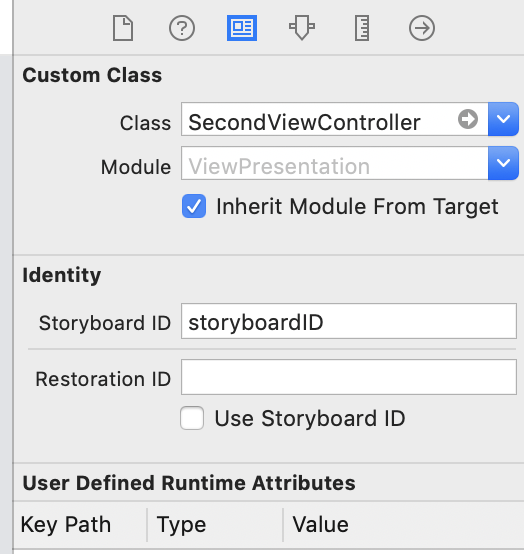 Custom Class
Class SecondViewController
Module ViewPresentation
Inherit Module From Target
Identity
Storyboard ID storyboardID
Restoration ID
Use Storyboard ID
User Defined Runtime Attributes
Key Path Type Value